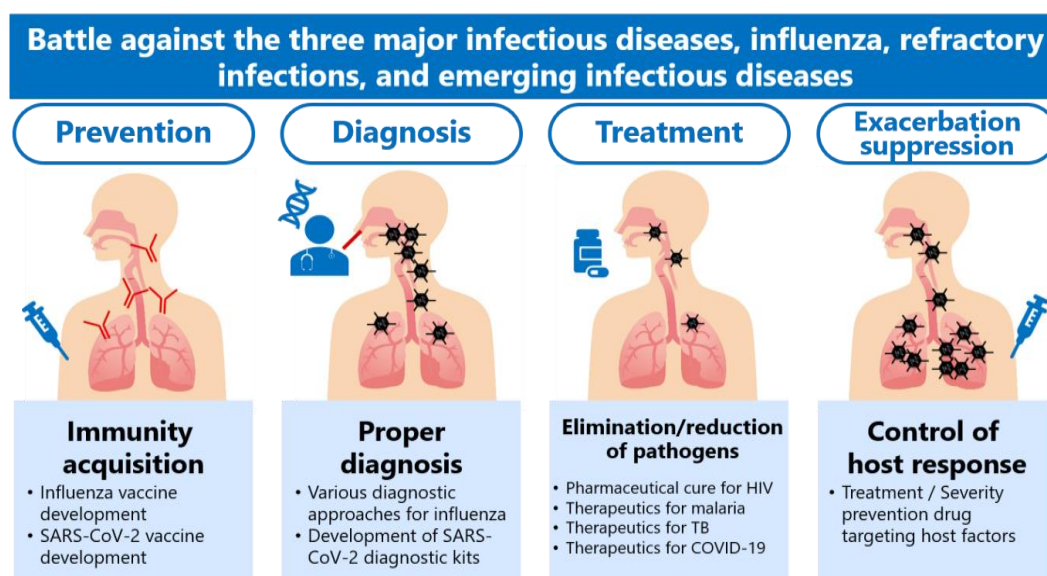 Battle against the three major infectious diseases, influenza, refractory
infections, and emerging infectious diseases
Prevention
Diagnosis
Treatment
Exacerbation
suppression
Immunity
acquisition
• Influenza vaccine
development
• SARS-CoV-2 vaccine
development
Proper
diagnosis
• Various diagnostic
approaches for influenza
• Development of SARS-
CoV-2 diagnostic kits
Elimination/reduction
of pathogens
• Pharmaceutical cure for HIV
• Therapeutics for malaria
• Therapeutics for TB
• Therapeutics for COVID-19
Control of
host response
• Treatment / Severity
prevention drug
targeting host factors